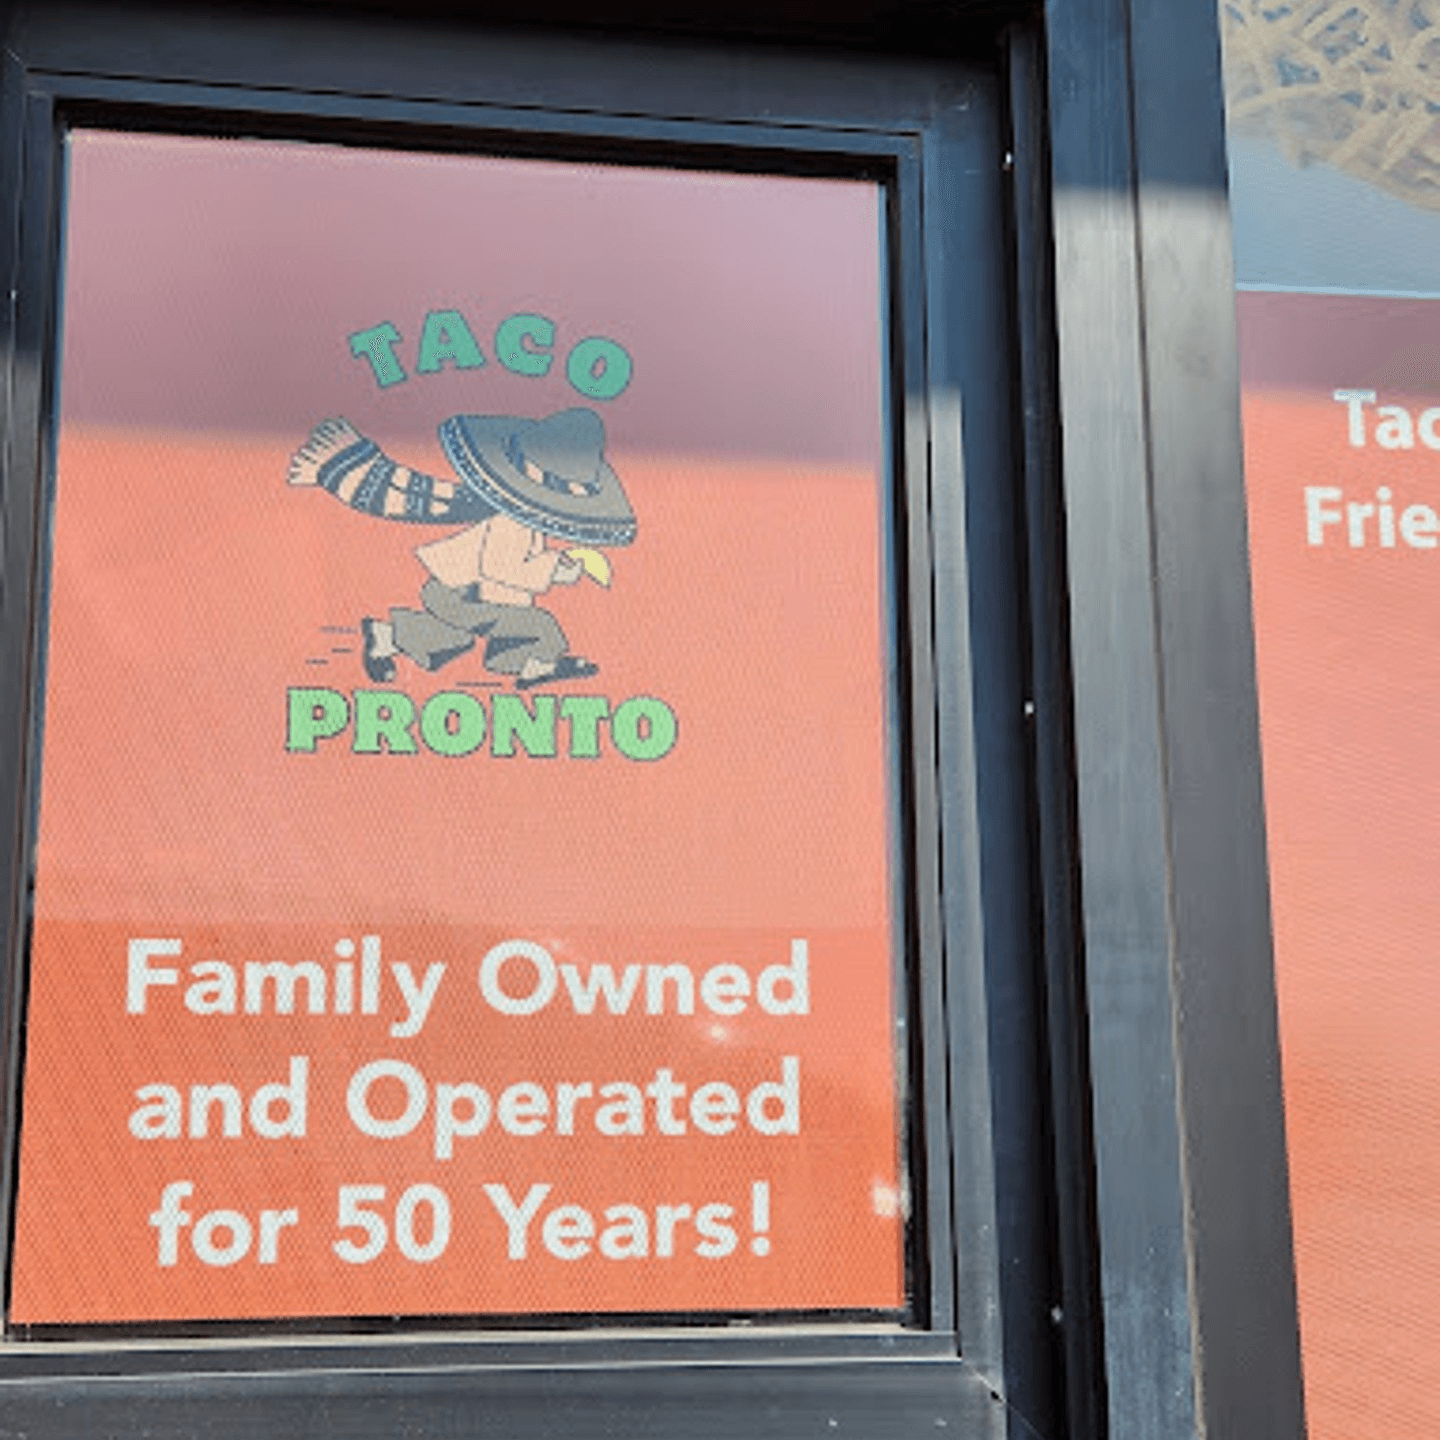 TACO
PRONTO
Family Owned
and Operated
for 50 Years!